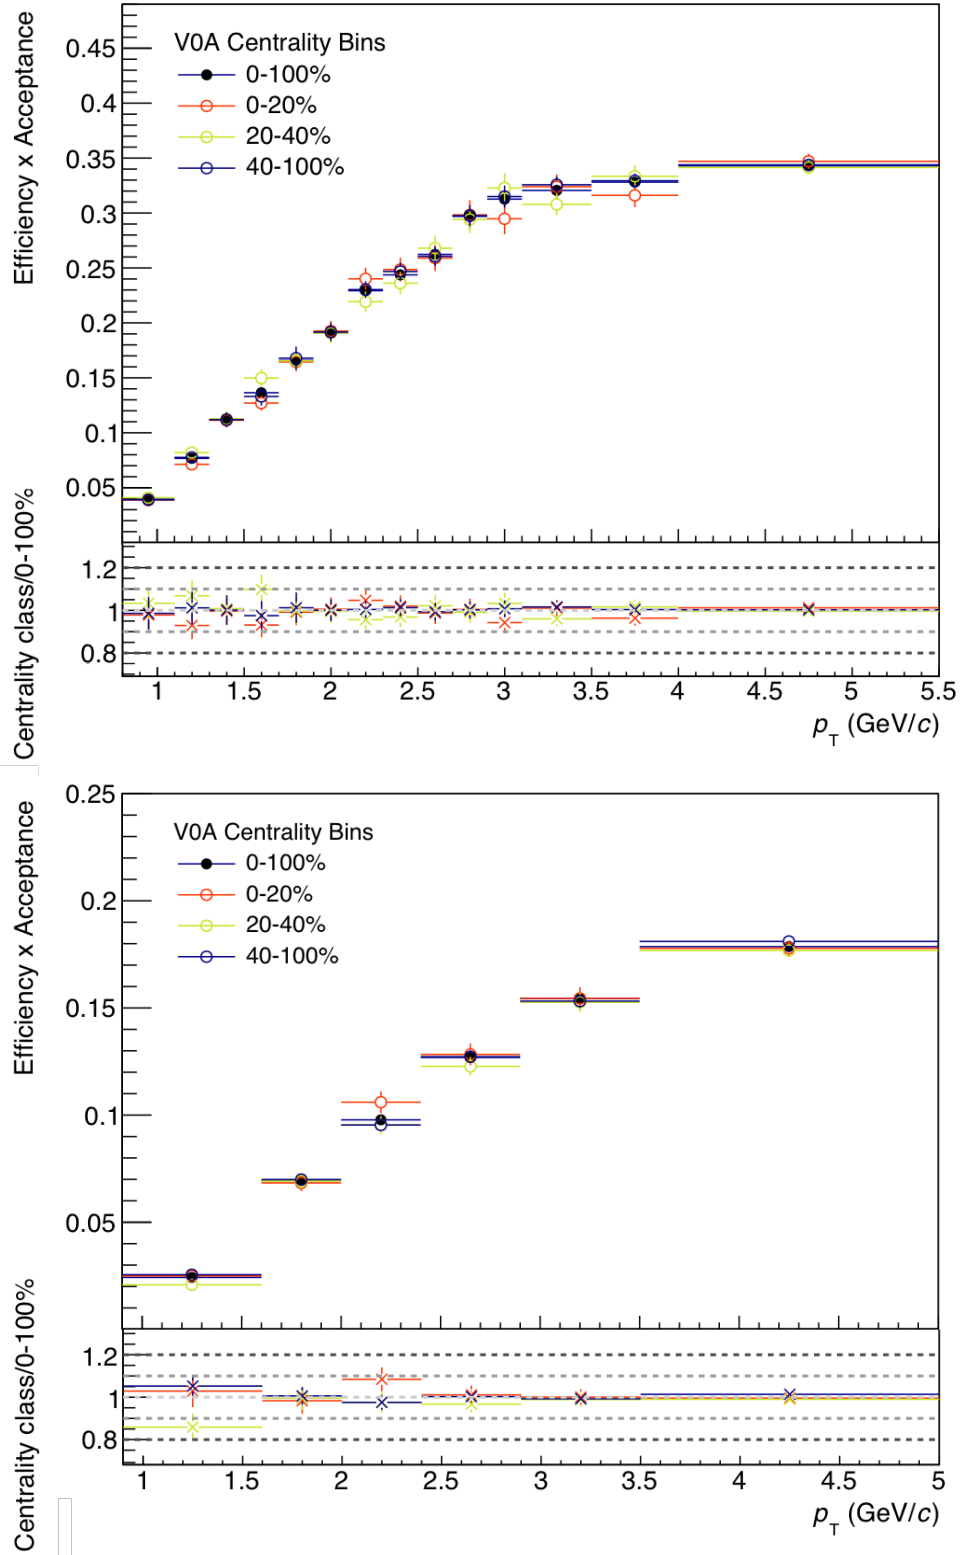 Efficiency x Acceptance
V0A Centrality Bins
0-100%
0-20%
20-40%
40-100%
0.45
0.4
0.35
0.3
0.25
0.2
0.15
0.1
0.05
Centrality class/0-100%
1.2
1
0.8
1 1.5 2 2.5 3 3.5 4 4.5 5 5.5
pT (GeV/c)
0.25
Efficiency x Acceptance
V0A Centrality Bins
0-100%
0-20%
20-40%
40-100%
0.2
0.15
0.1
0.05
Centrality class/0-100%
1.2
1
0.8
1 1.5 2 2.5 3 3.5 4 4.5 5
pT (GeV/c)